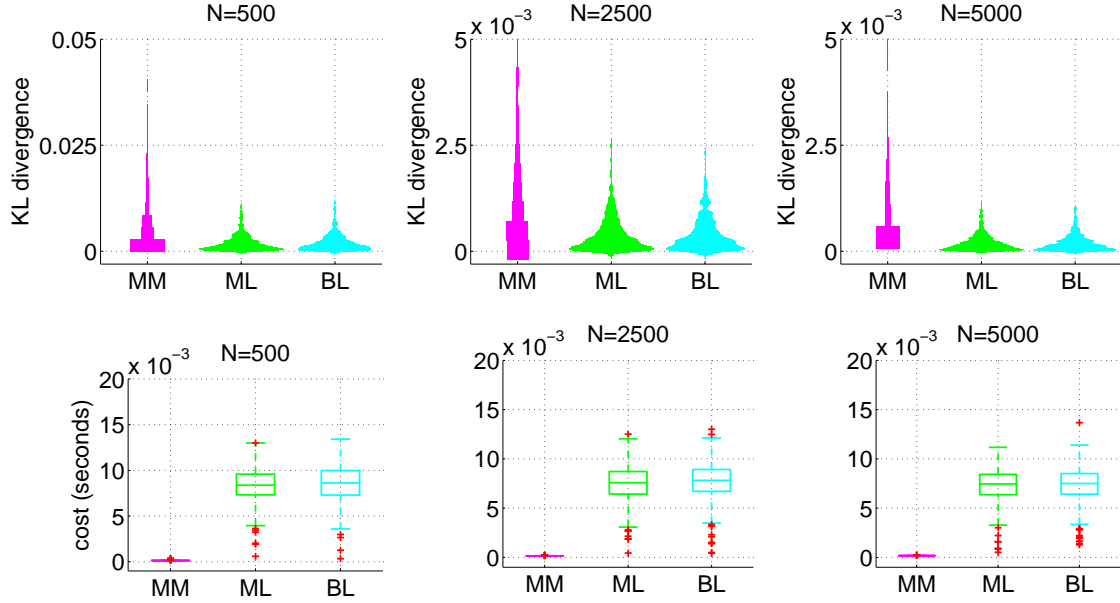 N=500
0.05
0.025
0
KL divergence
MM ML BL
N=2500
x 10⁻³
5
2.5
0
KL divergence
MM ML BL
N=5000
x 10⁻³
5
2.5
0
KL divergence
MM ML BL
N=500
x 10⁻³
20
15
10
5
0
cost (seconds)
MM ML BL
N=2500
x 10⁻³
20
15
10
5
0
MM ML BL
N=5000
x 10⁻³
20
15
10
5
0
MM ML BL